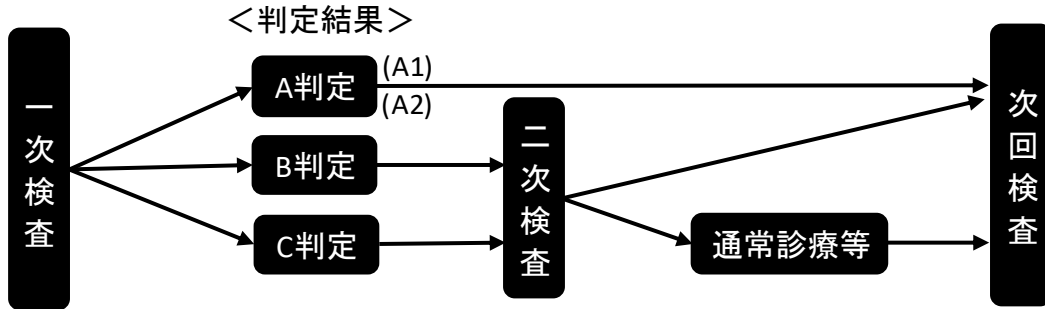 ＜判定結果＞
一次検査
A判定
(A1)
(A2)
B判定
C判定
二次検査
通常診療等
次回検査